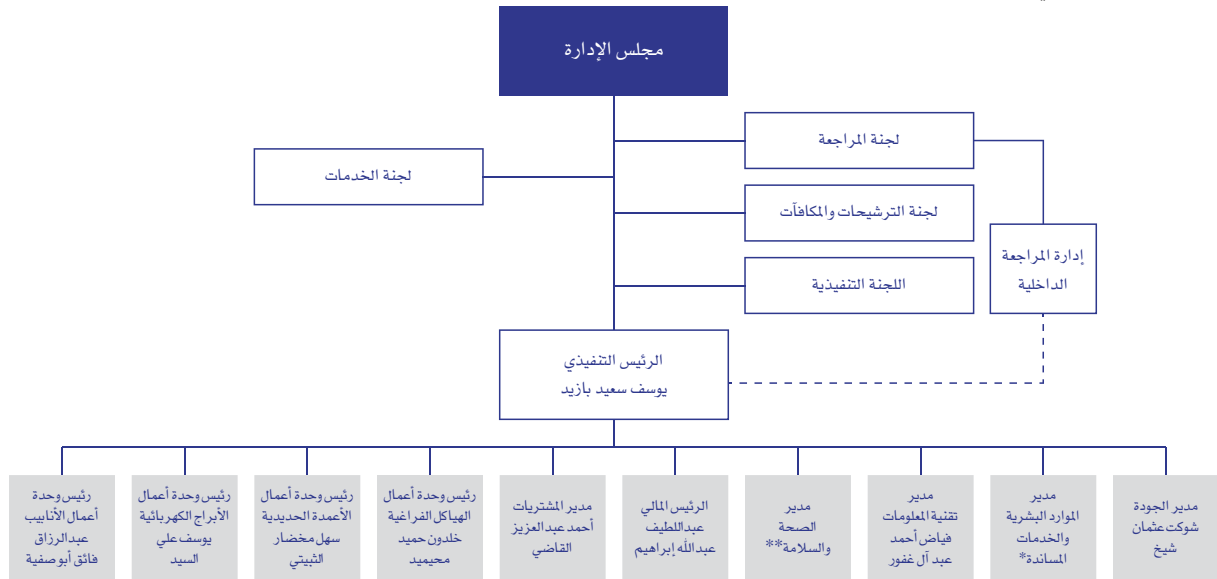 مجلس الإدارة
لجنة المراجعة
لجنة الخدمات
لجنة الترشيحات والمكافآت
إدارة المراجعة
الداخلية
اللجنة التنفيذية
الرئيس التنفيذي
يوسف سعيد بازيد
مدير الجودة
شوكت عثمان
شيخ
مدير
الموارد البشرية
والخدمات
المساندة*
مدير
تقنية المعلومات
فياض أحمد
عبد آل غفور
مدير
الصحة
والسلامة**
الرئيس المالي
عبداللطيف
عبدالله إبراهيم
مدير المشتريات
أحمد عبدالعزيز
القاضي
رئيس وحدة أعمال
الهياكل الفراغية
خلدون حميد
محيميد
رئيس وحدة أعمال
الأعمدة الحديدية
سهل مخضار
الثبيتي
رئيس وحدة أعمال
الأبراج الكهربائية
يوسف علي
السيد
رئيس وحدة
أعمال الأنابيب
عبدالرزاق
فائق أبوصفية